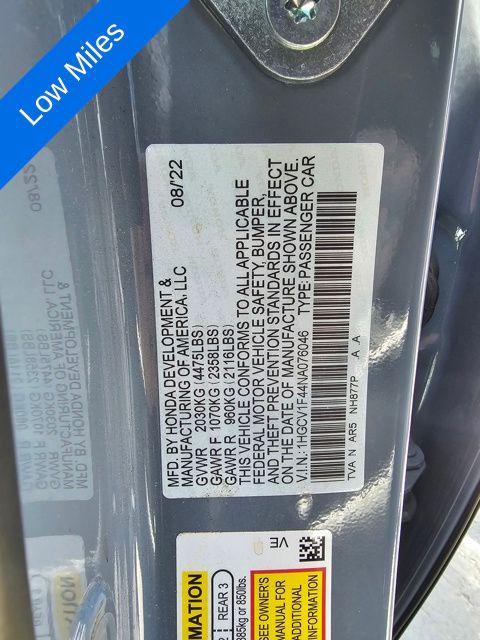 Low Miles
MFD. BY HONDA DEVELOPMENT & 08/22
MANUFACTURING OF AMERICA, LLC
GVWR 2030KG (4475LBS)
GAWR F 1070KG (2358LBS)
GAWR R 960KG (2116LBS)
THIS VEHICLE CONFORMS TO ALL APPLICABLE
FEDERAL MOTOR VEHICLE SAFETY, BUMPER,
AND THEFT PREVENTION STANDARDS IN EFFECT
ON THE DATE OF MANUFACTURE SHOWN ABOVE.
V.I.N.: 1HGCV1F44NA076046 TYPE: PASSENGER CAR
TVA N AR5 NH877P A A
VE
REAR 3
385kg or 850lbs.
SEE OWNER'S
MANUAL FOR
ADDITIONAL